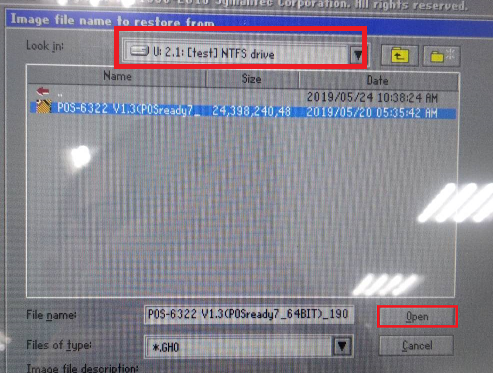 Symantec Corporation. All rights reserved.
Image file name to restore from
Look in:
U: 2.1: [test] NTFS drive
Name Size Date
.. 2019/05/24 10:38:24 AM
POS-6322 V1.3(POSready7_ 24,398,240,48 2019/05/20 05:35:42 AM
File name: POS-6322 V1.3(POSready7_64BIT)_190 Open
Files of type: *.GHO Cancel
Image file description: